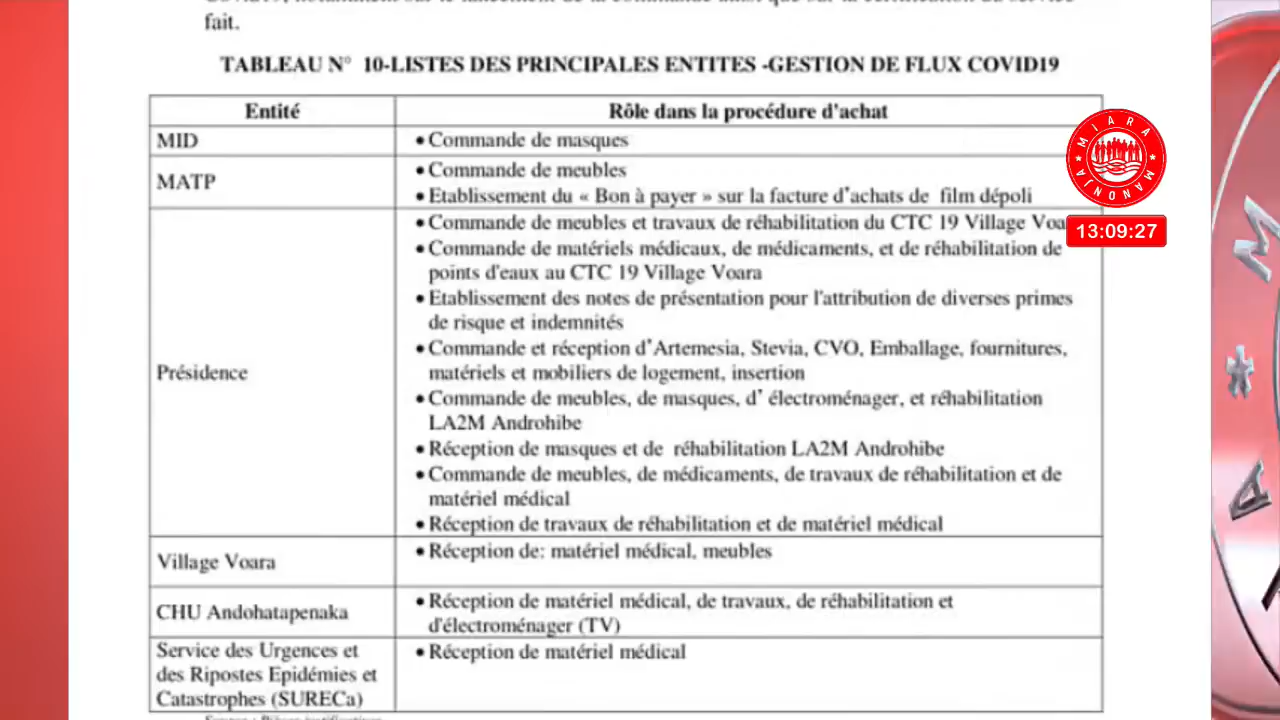 fait.
TABLEAU N° 10-LISTES DES PRINCIPALES ENTITES -GESTION DE FLUX COVID19
Entité
Rôle dans la procédure d'achat
MID
• Commande de masques
MATP
• Commande de meubles
• Etablissement du « Bon à payer » sur la facture d'achats de film dépoli
Présidence
• Commande de meubles et travaux de réhabilitation du CTC 19 Village Voa
• Commande de matériels médicaux, de médicaments, et de réhabilitation de
points d'eaux au CTC 19 Village Voara
• Etablissement des notes de présentation pour l'attribution de diverses primes
de risque et indemnités
• Commande et réception d'Artemesia, Stevia, CVO, Emballage, fournitures,
matériels et mobiliers de logement, insertion
• Commande de meubles, de masques, d' électroménager, et réhabilitation
LA2M Androhibe
• Réception de masques et de réhabilitation LA2M Androhibe
• Commande de meubles, de médicaments, de travaux de réhabilitation et de
matériel médical
• Réception de travaux de réhabilitation et de matériel médical
Village Voara
• Réception de: matériel médical, meubles
CHU Andohatapenaka
• Réception de matériel médical, de travaux, de réhabilitation et
d'électroménager (TV)
Service des Urgences et
des Ripostes Epidémies et
Catastrophes (SURECa)
• Réception de matériel médical
MIARA
MANONJA
13:09:27
M
*
A